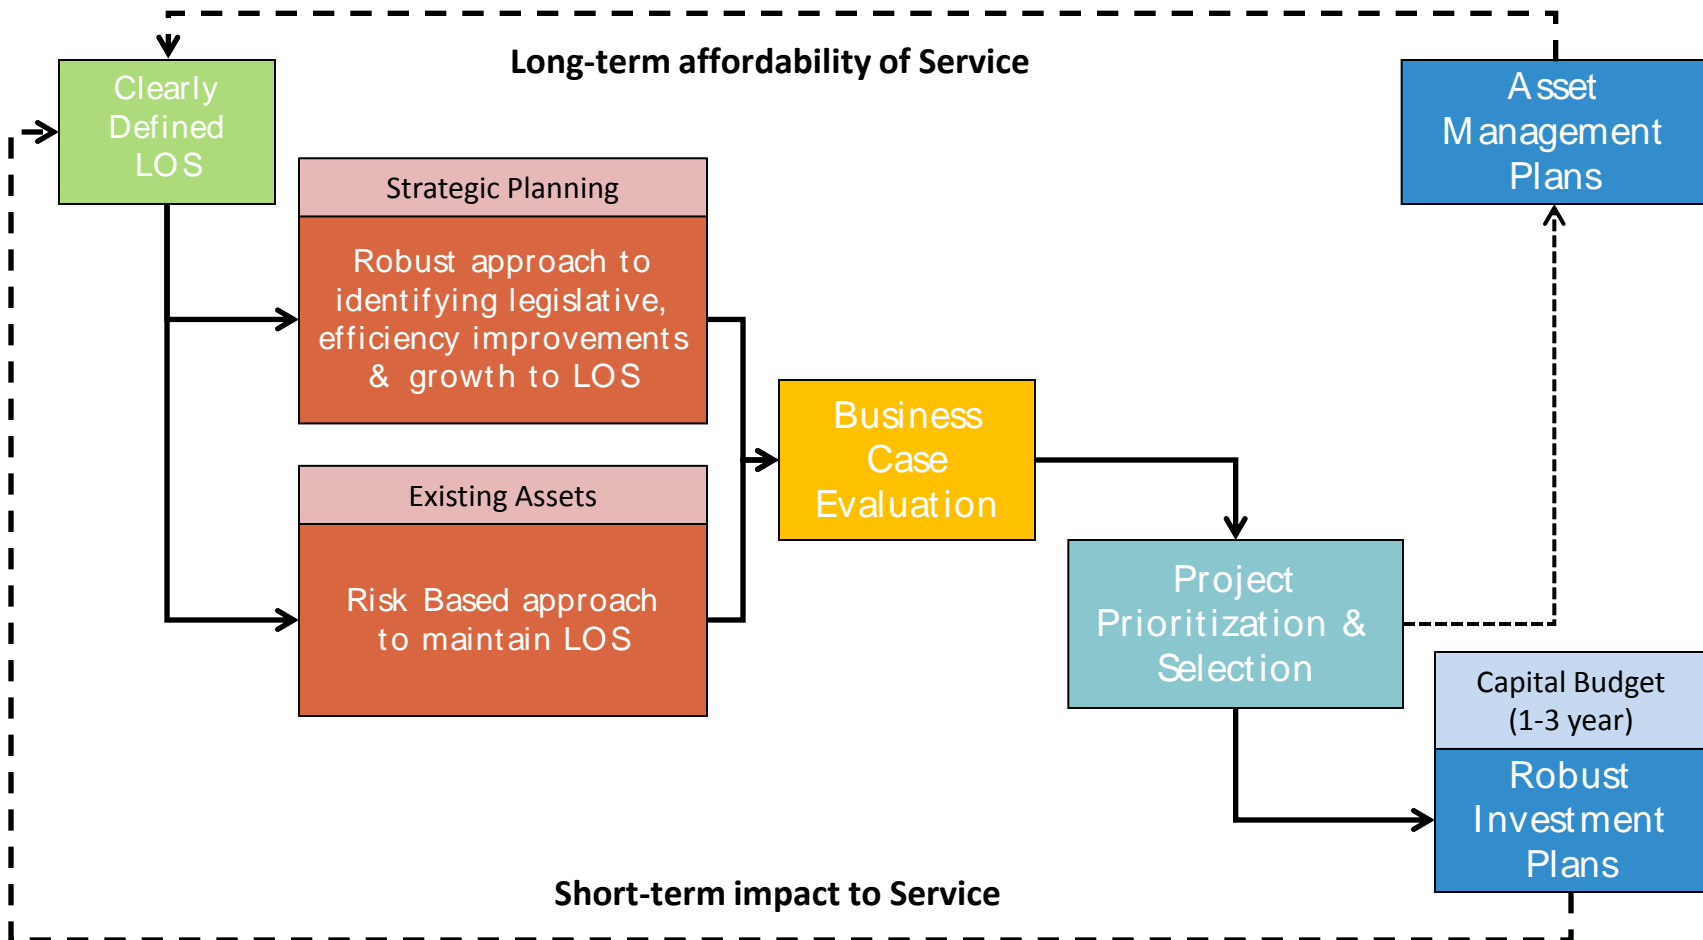 Long-term affordability of Service
Clearly
Defined
LOS
Asset
Management
Plans
Strategic Planning
Robust approach to
identifying legislative,
efficiency improvements
& growth to LOS
Existing Assets
Risk Based approach
to maintain LOS
Business
Case
Evaluation
Project
Prioritization &
Selection
Capital Budget
(1-3 year)
Robust
Investment
Plans
Short-term impact to Service